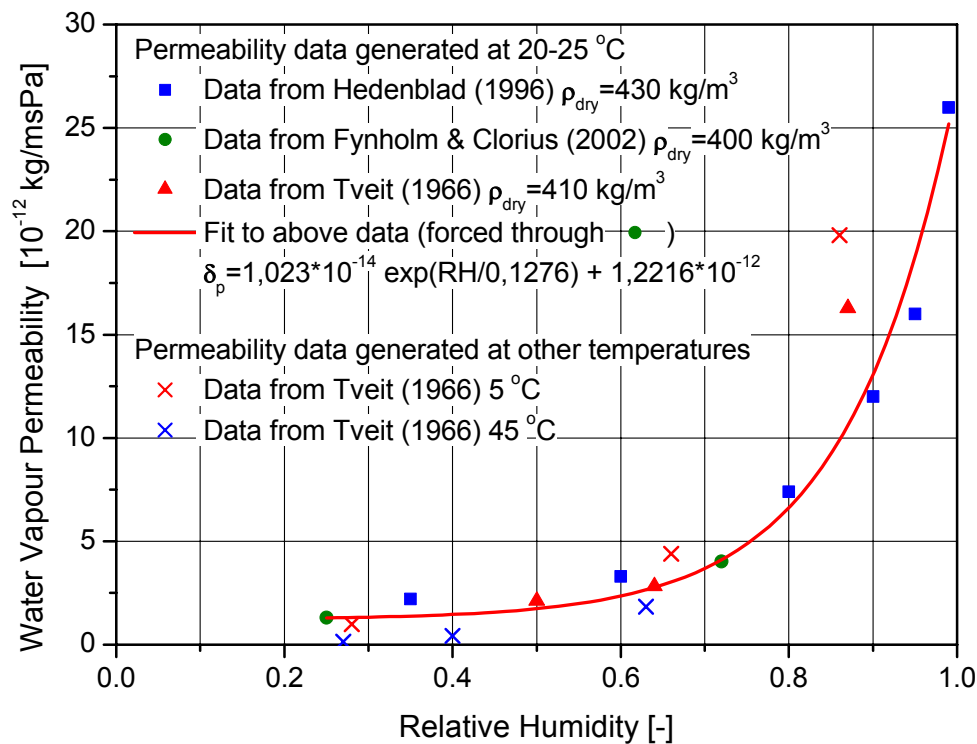 30
25
20
15
10
5
0
Water Vapour Permeability [10⁻¹² kg/msPa]
Permeability data generated at 20-25 °C
Data from Hedenblad (1996) ρdry=430 kg/m³
Data from Fynholm & Clorius (2002) ρdry=400 kg/m³
Data from Tveit (1966) ρdry=410 kg/m³
Fit to above data (forced through )
δp=1,023*10⁻¹⁴ exp(RH/0,1276) + 1,2216*10⁻¹²
Permeability data generated at other temperatures
Data from Tveit (1966) 5 °C
Data from Tveit (1966) 45 °C
0.0 0.2 0.4 0.6 0.8 1.0
Relative Humidity [-]